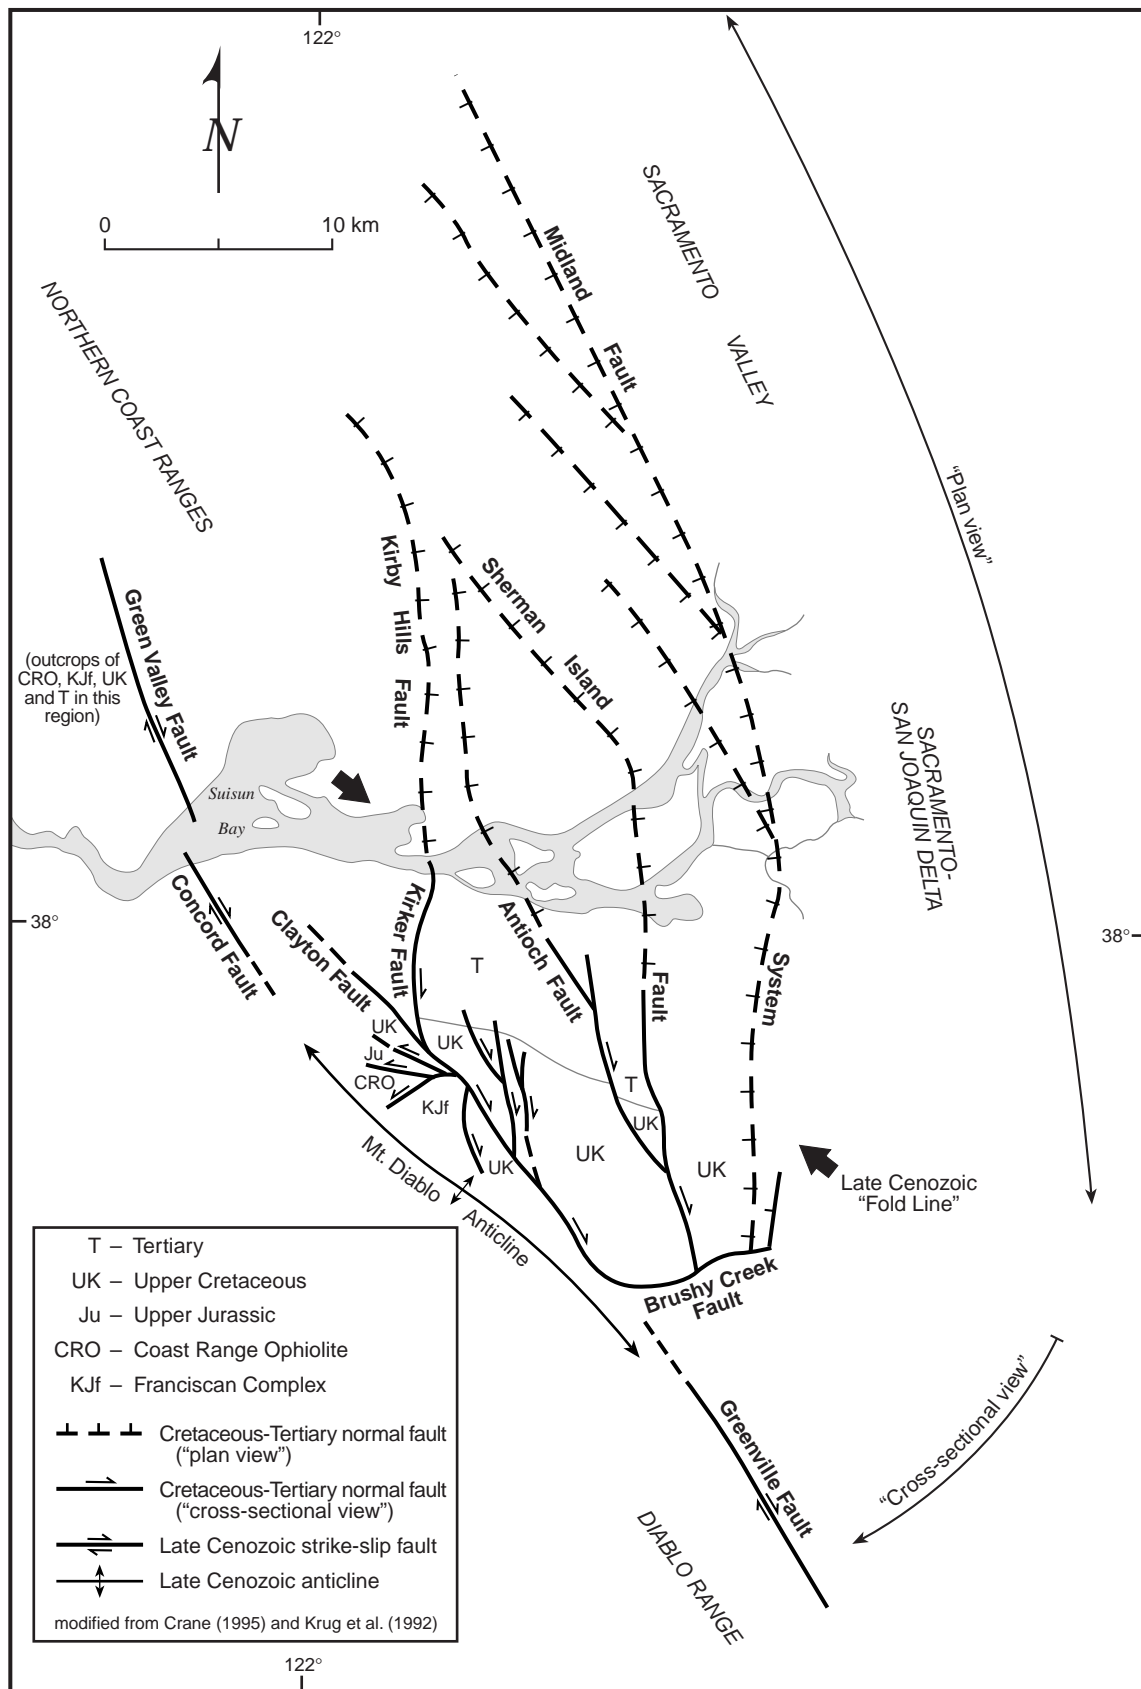 122°
N
0 10 km
NORTHERN COAST RANGES
SACRAMENTO VALLEY
Midland Fault System
"Plan view"
Kirby Hills Fault
Sherman Island Fault
Green Valley Fault
(outcrops of
CRO, KJf, UK
and T in this
region)
Suisun
Bay
SACRAMENTO-
SAN JOAQUIN DELTA
38°
38°
Concord Fault
Clayton Fault
Kirker Fault
Antioch Fault
T
UK
UK
Ju
CRO
KJf
T
UK
UK
UK
UK
Mt. Diablo Anticline
Late Cenozoic
"Fold Line"
Brushy Creek
Fault
Greenville Fault
"Cross-sectional view"
DIABLO RANGE
T – Tertiary
UK – Upper Cretaceous
Ju – Upper Jurassic
CRO – Coast Range Ophiolite
KJf – Franciscan Complex
Cretaceous-Tertiary normal fault
("plan view")
Cretaceous-Tertiary normal fault
("cross-sectional view")
Late Cenozoic strike-slip fault
Late Cenozoic anticline
modified from Crane (1995) and Krug et al. (1992)
122°